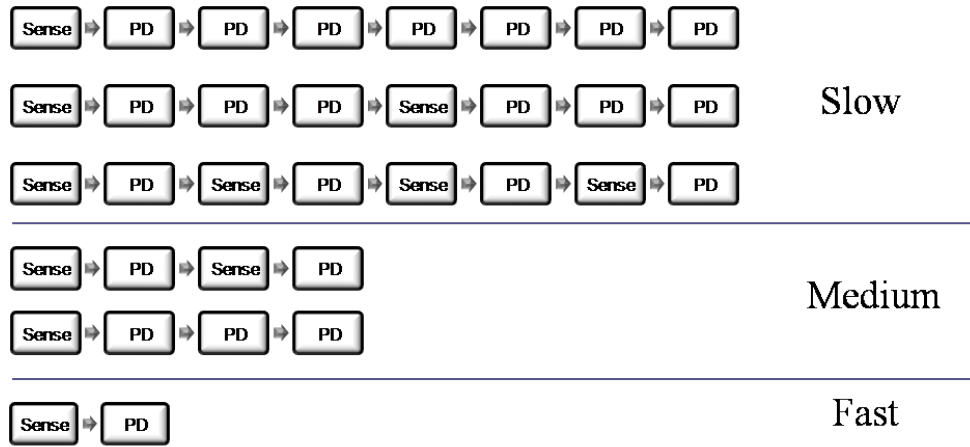 Sense PD PD PD PD PD PD PD
Sense PD PD PD Sense PD PD PD
Slow
Sense PD Sense PD Sense PD Sense PD
Sense PD Sense PD
Medium
Sense PD PD PD
Sense PD
Fast